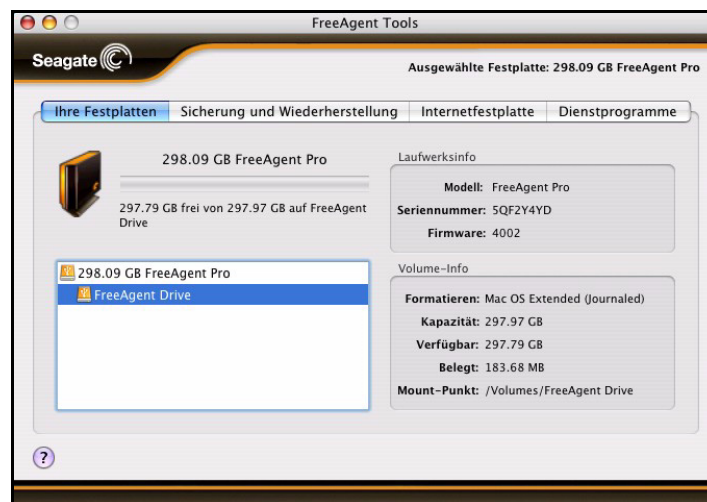 FreeAgent Tools
Seagate
Ausgewählte Festplatte: 298.09 GB FreeAgent Pro
Ihre Festplatten
Sicherung und Wiederherstellung
Internetfestplatte
Dienstprogramme
298.09 GB FreeAgent Pro
297.79 GB frei von 297.97 GB auf FreeAgent
Drive
298.09 GB FreeAgent Pro
FreeAgent Drive
Laufwerksinfo
Modell: FreeAgent Pro
Seriennummer: 5QF2Y4YD
Firmware: 4002
Volume-Info
Formatieren: Mac OS Extended (Journaled)
Kapazität: 297.97 GB
Verfügbar: 297.79 GB
Belegt: 183.68 MB
Mount-Punkt: /Volumes/FreeAgent Drive
?